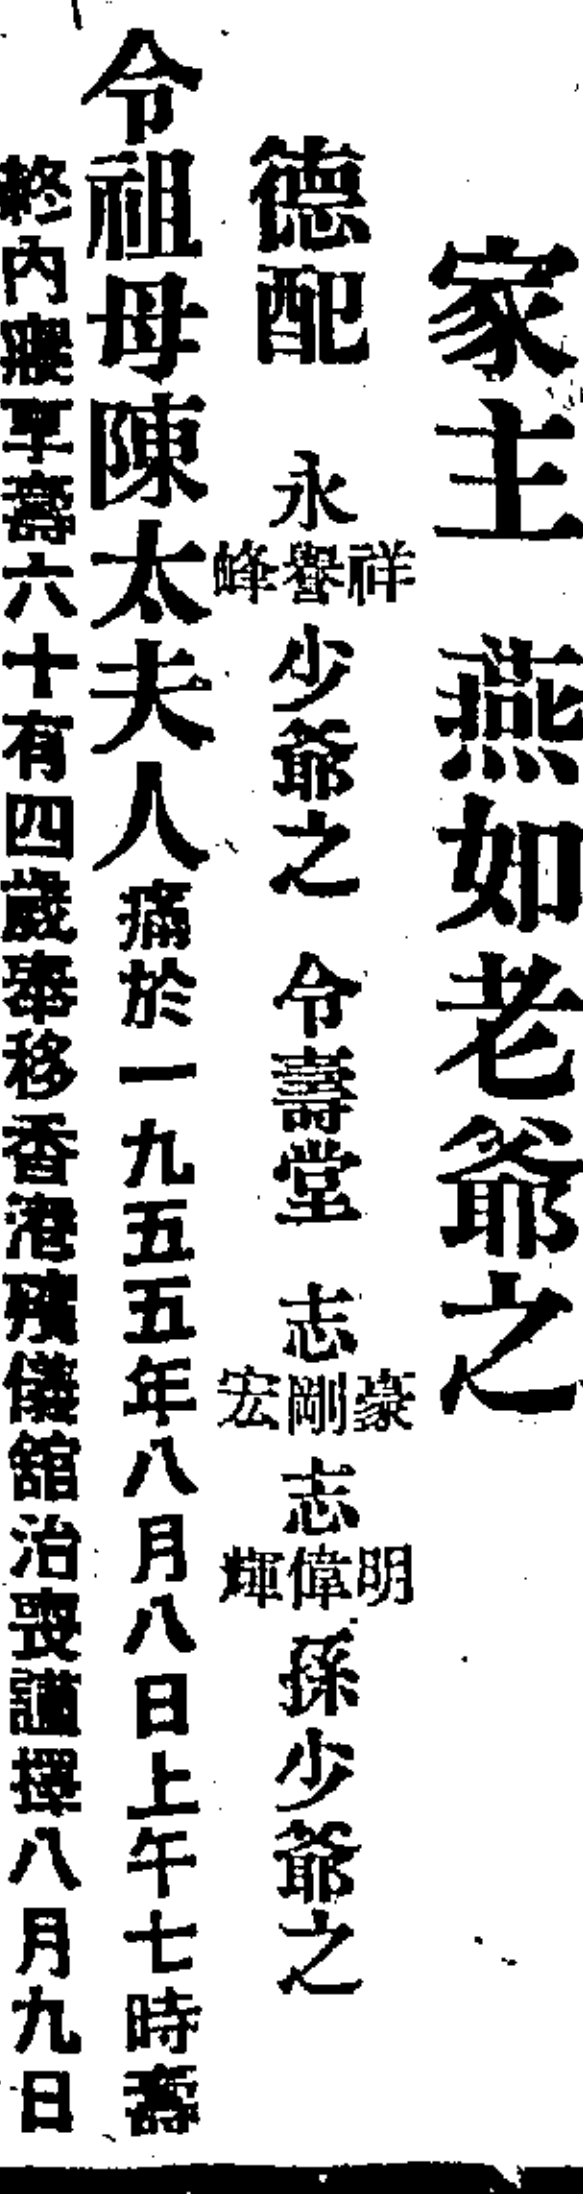 家主 燕如老爺之
德配 永祥譽峰少爺之 令壽堂 志豪剛宏志明偉輝孫少爺之
令祖母陳太夫人痛於一九五五年八月八日上午七時壽
終內寢享壽六十有四歲奉移香港殯儀館治喪謹擇八月九日